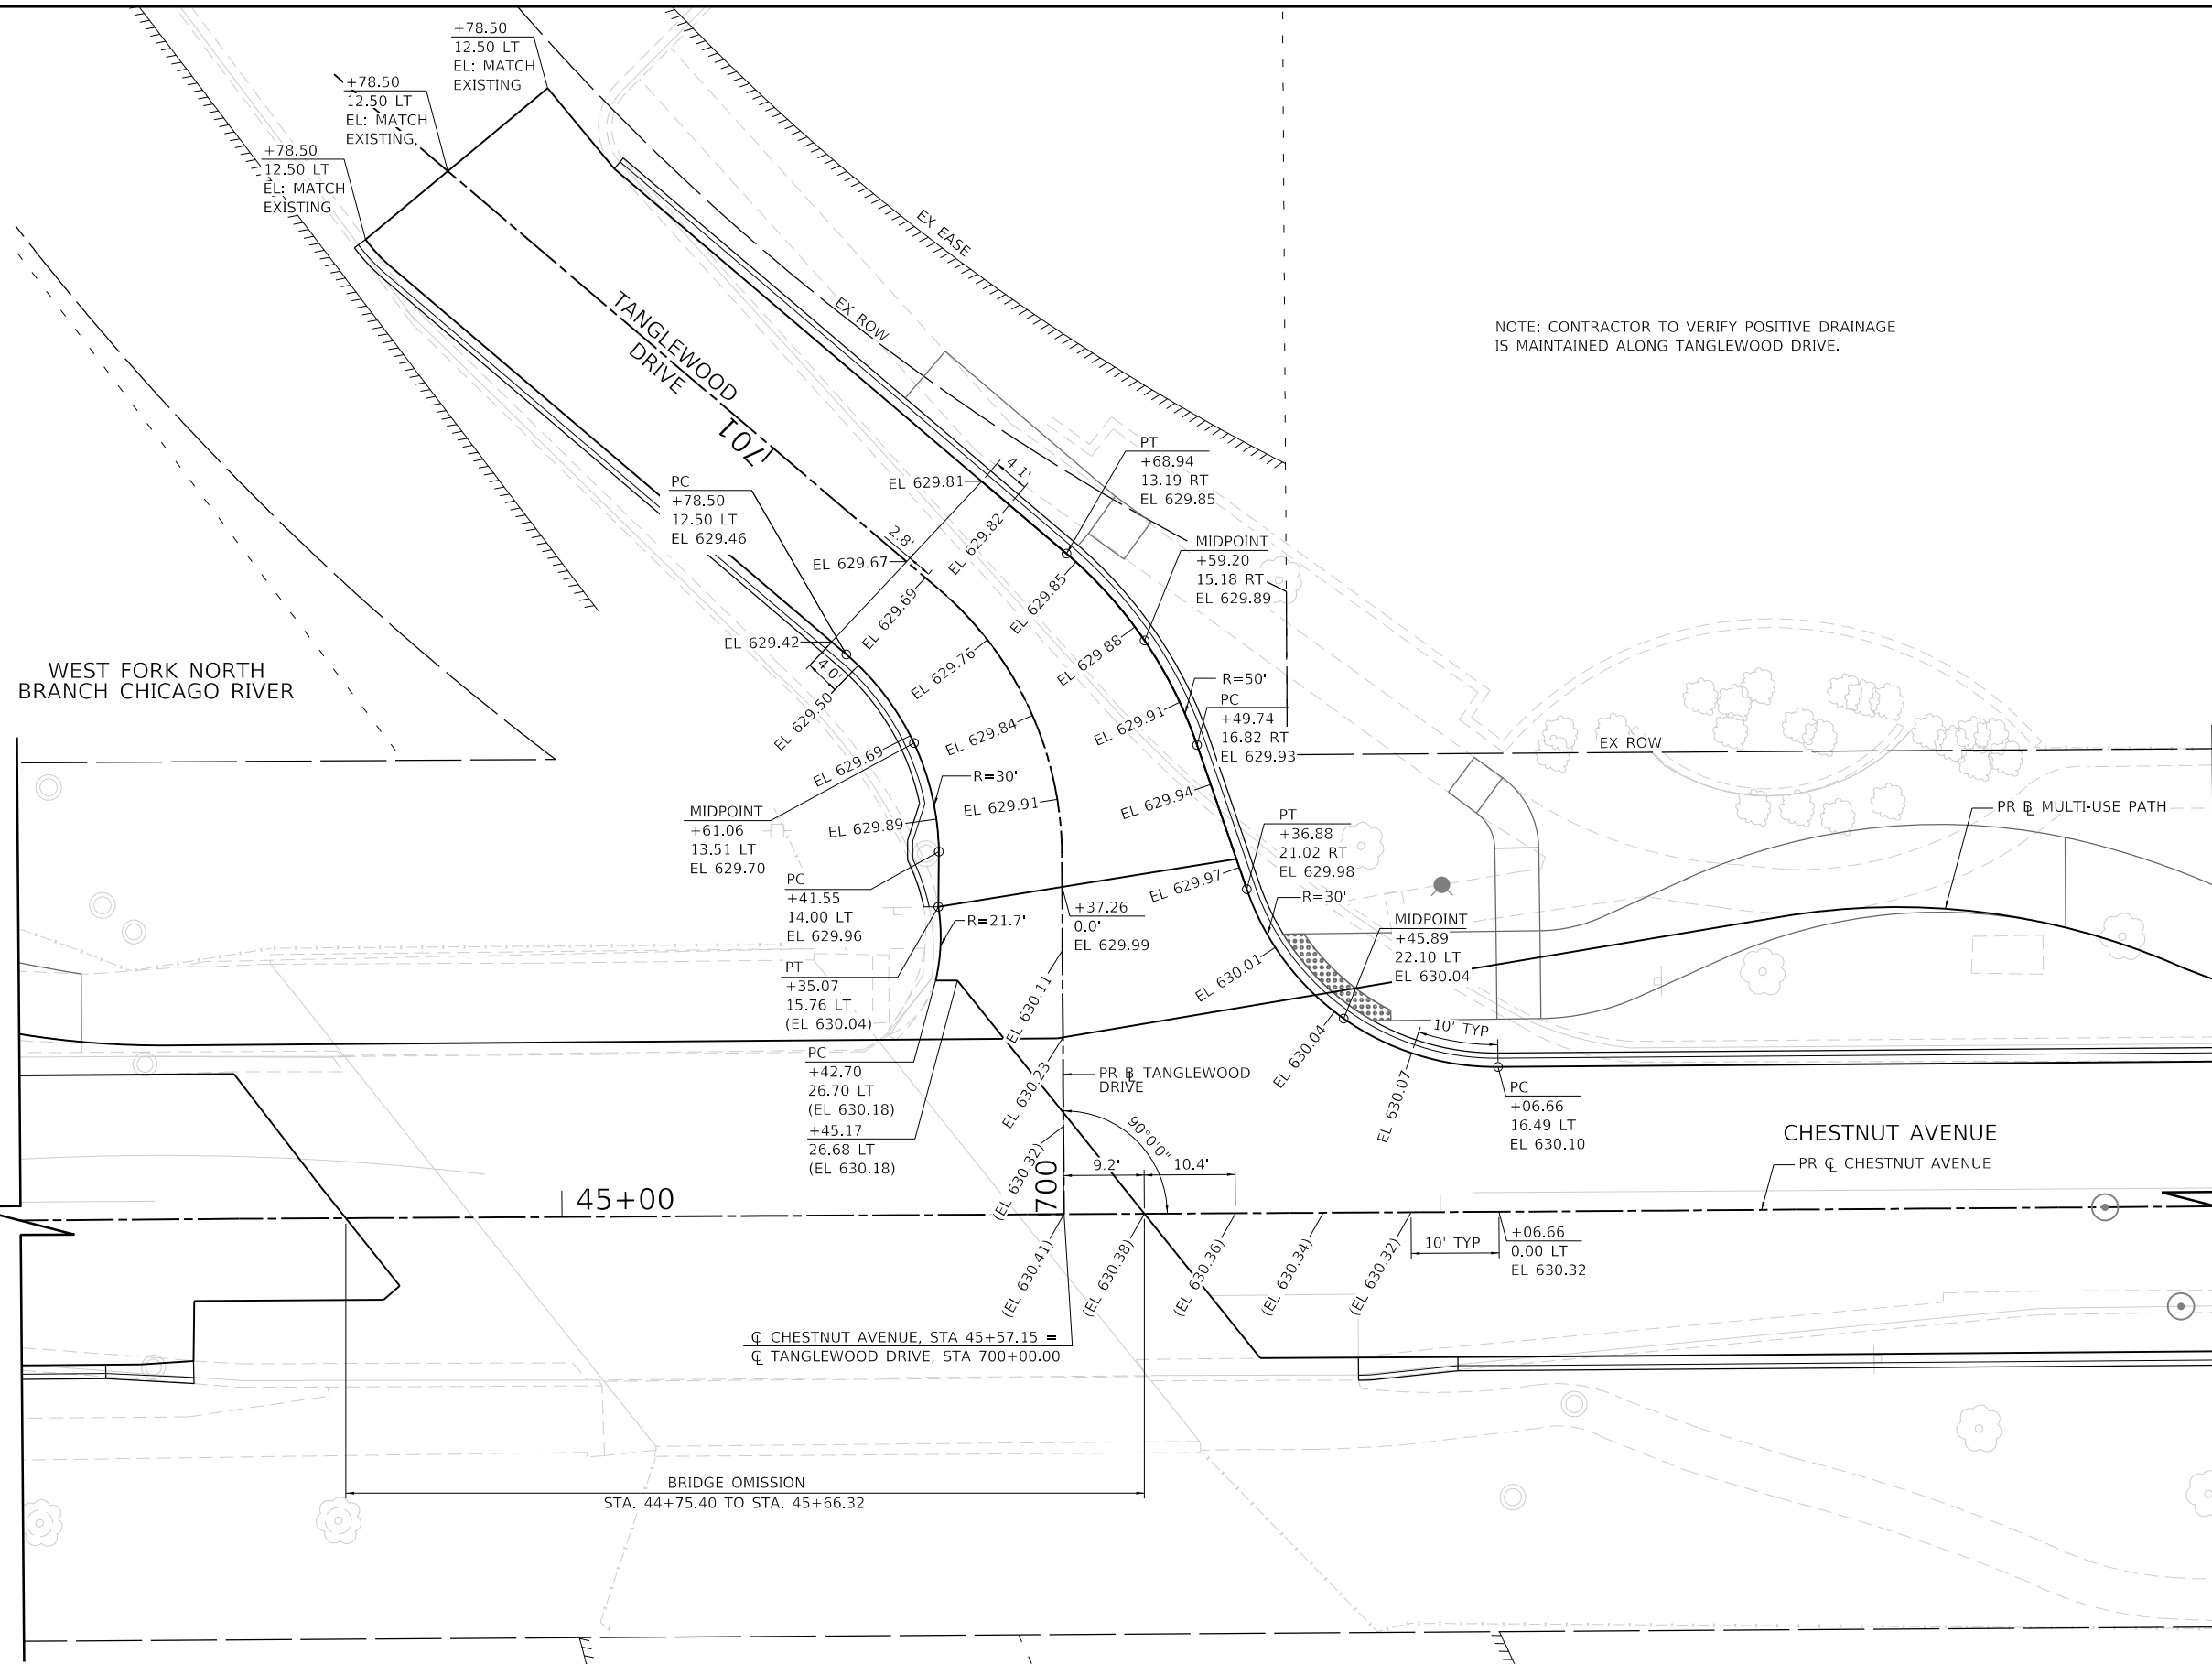 +78.50
12.50 LT
EL: MATCH
EXISTING
+78.50
12.50 LT
EL: MATCH
EXISTING
+78.50
12.50 LT
EL: MATCH
EXISTING
EX EASE
EX ROW
TANGLEWOOD
DRIVE
701
NOTE: CONTRACTOR TO VERIFY POSITIVE DRAINAGE
IS MAINTAINED ALONG TANGLEWOOD DRIVE.
PT
+68.94
13.19 RT
EL 629.85
4.1'
EL 629.81
EL 629.82
PC
+78.50
12.50 LT
EL 629.46
2.8'
EL 629.67
EL 629.69
MIDPOINT
+59.20
15.18 RT
EL 629.89
EL 629.85
EL 629.88
EL 629.42
4.0'
EL 629.50
EL 629.76
EL 629.84
EL 629.91
R=50'
PC
+49.74
16.82 RT
EL 629.93
WEST FORK NORTH
BRANCH CHICAGO RIVER
EX ROW
EL 629.69
R=30'
EL 629.91
EL 629.94
MIDPOINT
+61.06
13.51 LT
EL 629.70
EL 629.89
PR B MULTI-USE PATH
PT
+36.88
21.02 RT
EL 629.98
PC
+41.55
14.00 LT
EL 629.96
EL 629.97
R=30'
R=21.7'
+37.26
0.0'
EL 629.99
MIDPOINT
+45.89
22.10 LT
EL 630.04
PT
+35.07
15.76 LT
(EL 630.04)
EL 630.11
EL 630.01
EL 630.04
10' TYP
PC
+42.70
26.70 LT
(EL 630.18)
EL 630.23
PR B TANGLEWOOD
DRIVE
EL 630.07
PC
+06.66
16.49 LT
EL 630.10
+45.17
26.68 LT
(EL 630.18)
90°0'0"
CHESTNUT AVENUE
PR CL CHESTNUT AVENUE
(EL 630.32)
700
9.2'
10.4'
45+00
(EL 630.41)
(EL 630.38)
(EL 630.36)
(EL 630.34)
(EL 630.32)
10' TYP
+06.66
0.00 LT
EL 630.32
CL CHESTNUT AVENUE, STA 45+57.15 =
CL TANGLEWOOD DRIVE, STA 700+00.00
BRIDGE OMISSION
STA. 44+75.40 TO STA. 45+66.32